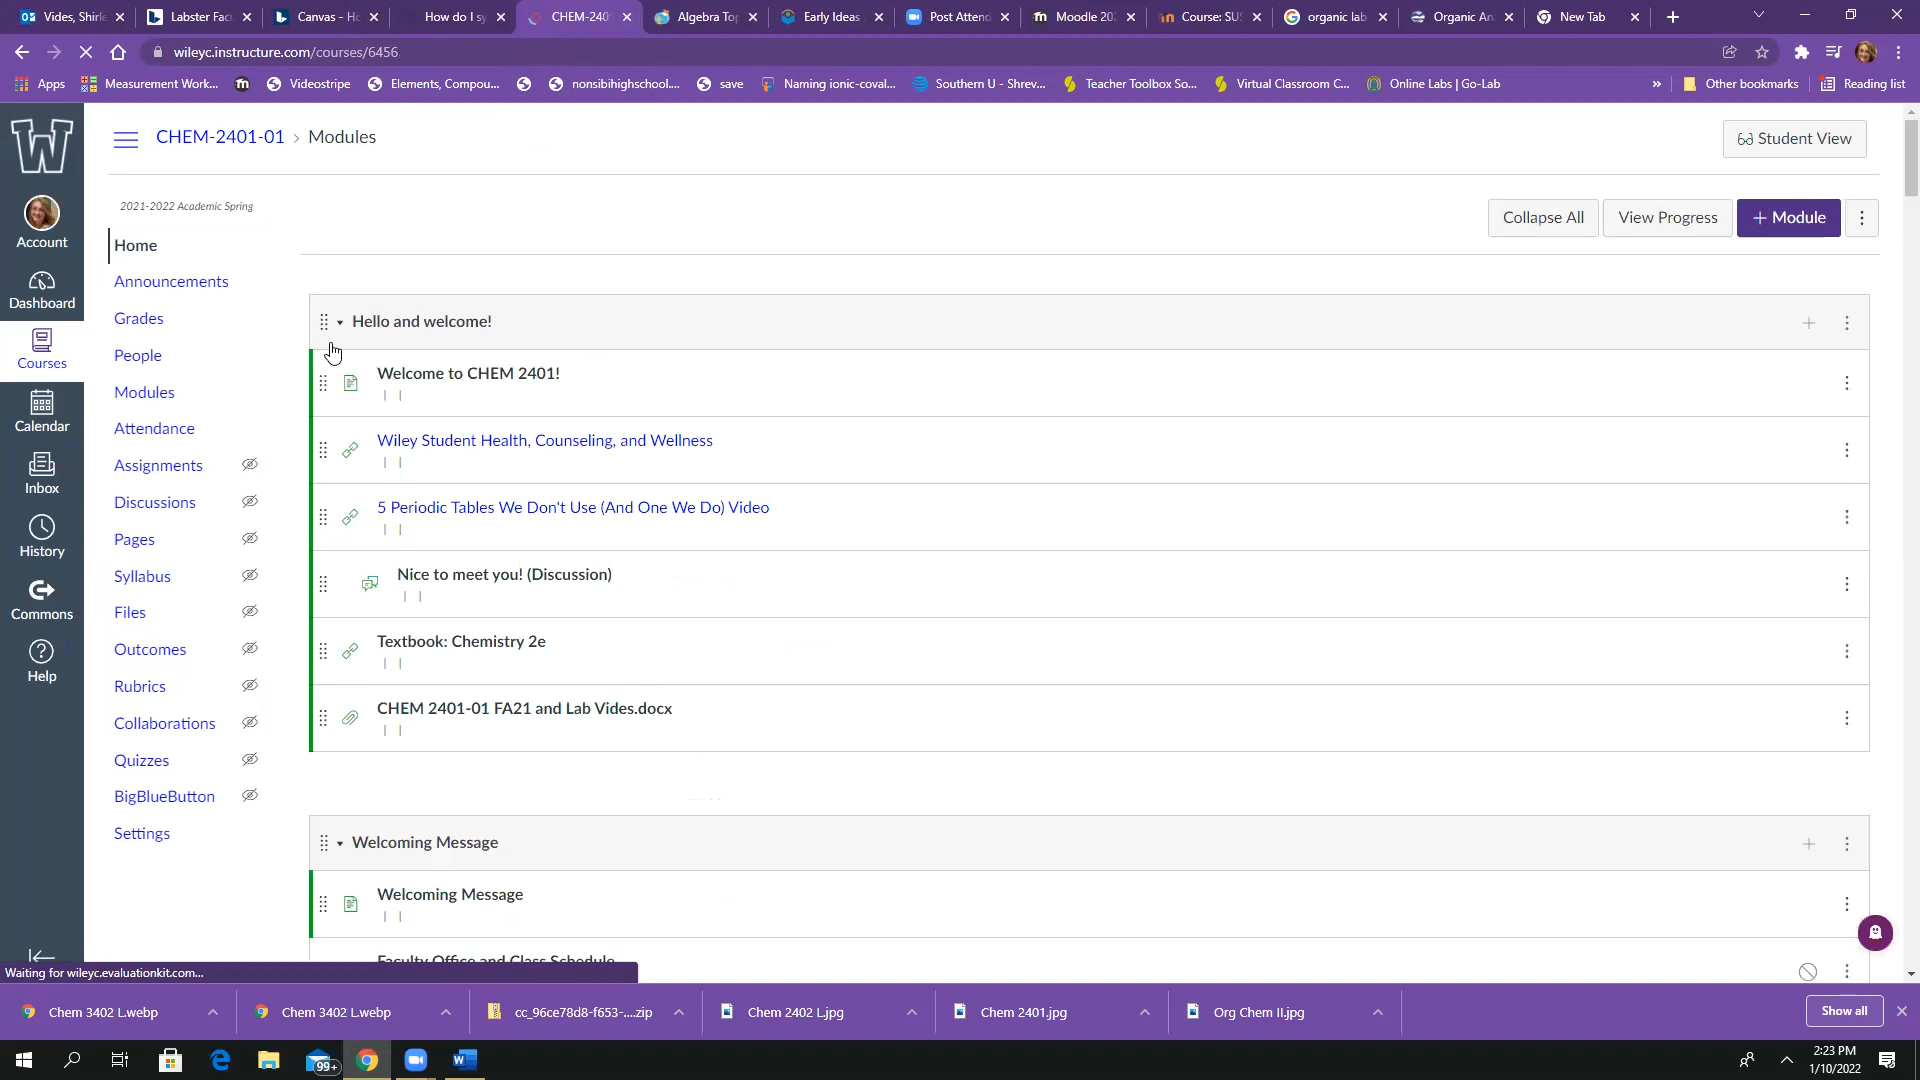 Vides, Shirle
Labster Fac
Canvas - Ho
How do I sy
CHEM-240
Algebra Top
Early Ideas
Post Attend
Moodle 202
Course: SUS
organic lab
Organic An
New Tab
wileyc.instructure.com/courses/6456
Apps
Measurement Work...
Videostripe
Elements, Compou...
nonsibihighschool....
save
Naming ionic-coval...
Southern U - Shrev...
Teacher Toolbox So...
Virtual Classroom C...
Online Labs | Go-Lab
»
Other bookmarks
Reading list
W
Account
Dashboard
Courses
Calendar
Inbox
History
Commons
Help
CHEM-2401-01 › Modules
Student View
2021-2022 Academic Spring
Home
Announcements
Grades
People
Modules
Attendance
Assignments
Discussions
Pages
Syllabus
Files
Outcomes
Rubrics
Collaborations
Quizzes
BigBlueButton
Settings
Collapse All
View Progress
+ Module
Hello and welcome!
Welcome to CHEM 2401!
| |
Wiley Student Health, Counseling, and Wellness
| |
5 Periodic Tables We Don't Use (And One We Do) Video
| |
Nice to meet you! (Discussion)
| |
Textbook: Chemistry 2e
| |
CHEM 2401-01 FA21 and Lab Vides.docx
| |
Welcoming Message
Welcoming Message
| |
Faculty Office and Class Schedule
Waiting for wileyc.evaluationkit.com...
Chem 3402 L.webp
Chem 3402 L.webp
cc_96ce78d8-f653-....zip
Chem 2402 L.jpg
Chem 2401.jpg
Org Chem II.jpg
Show all
99+
2:23 PM
1/10/2022